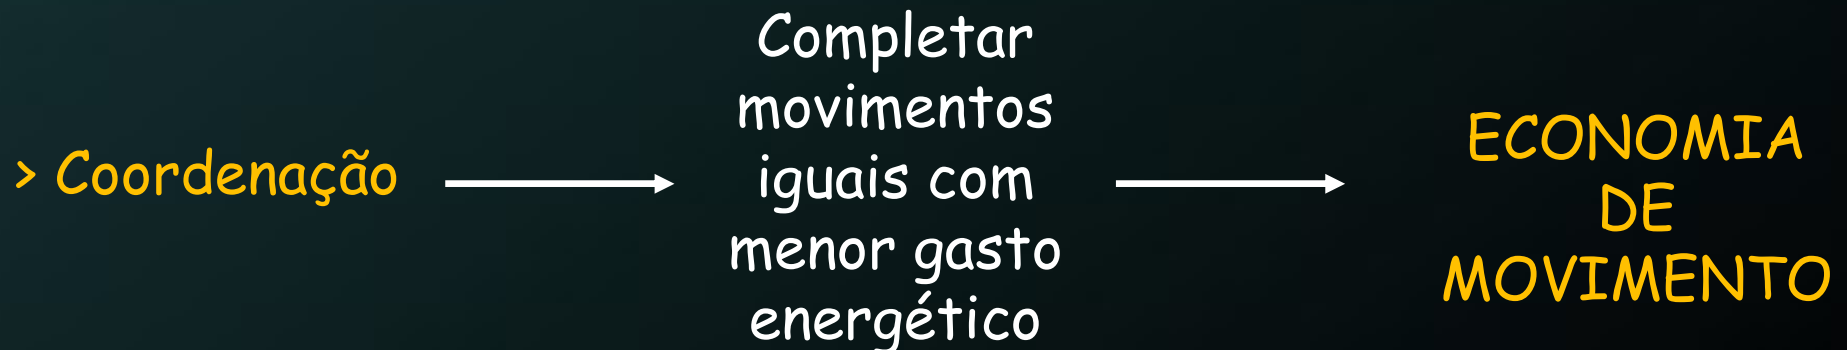 > Coordenação
Completar
movimentos
iguais com
menor gasto
energético
ECONOMIA
DE
MOVIMENTO